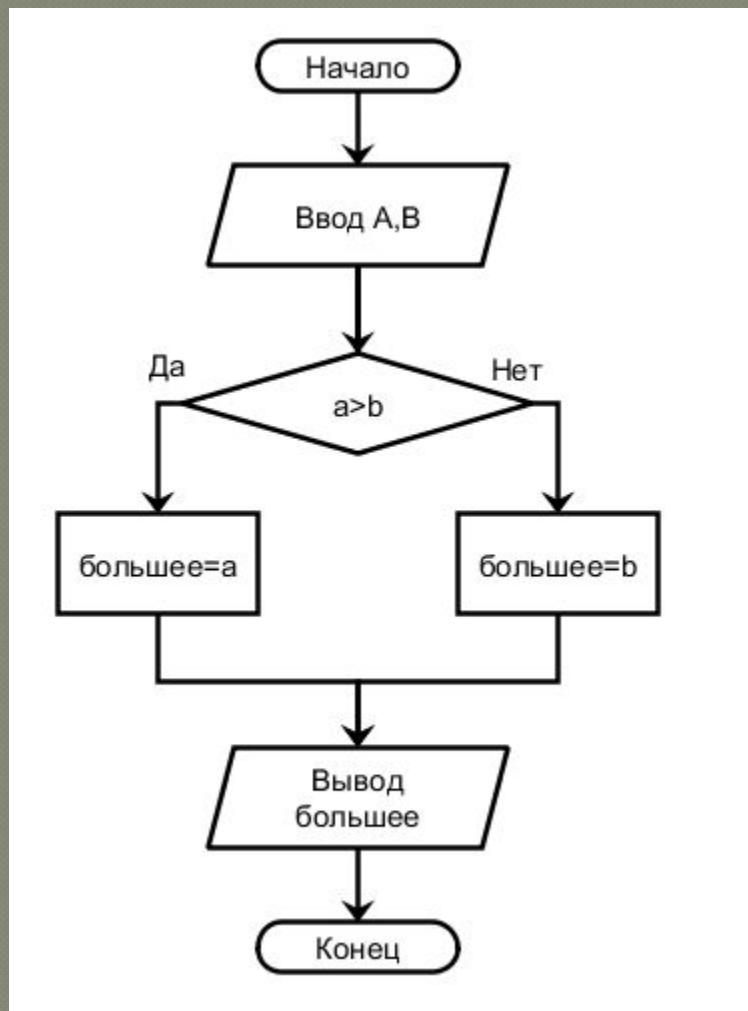 Начало
Ввод А,В
Да
Нет
a>b
большее=a
большее=b
Вывод
большее
Конец